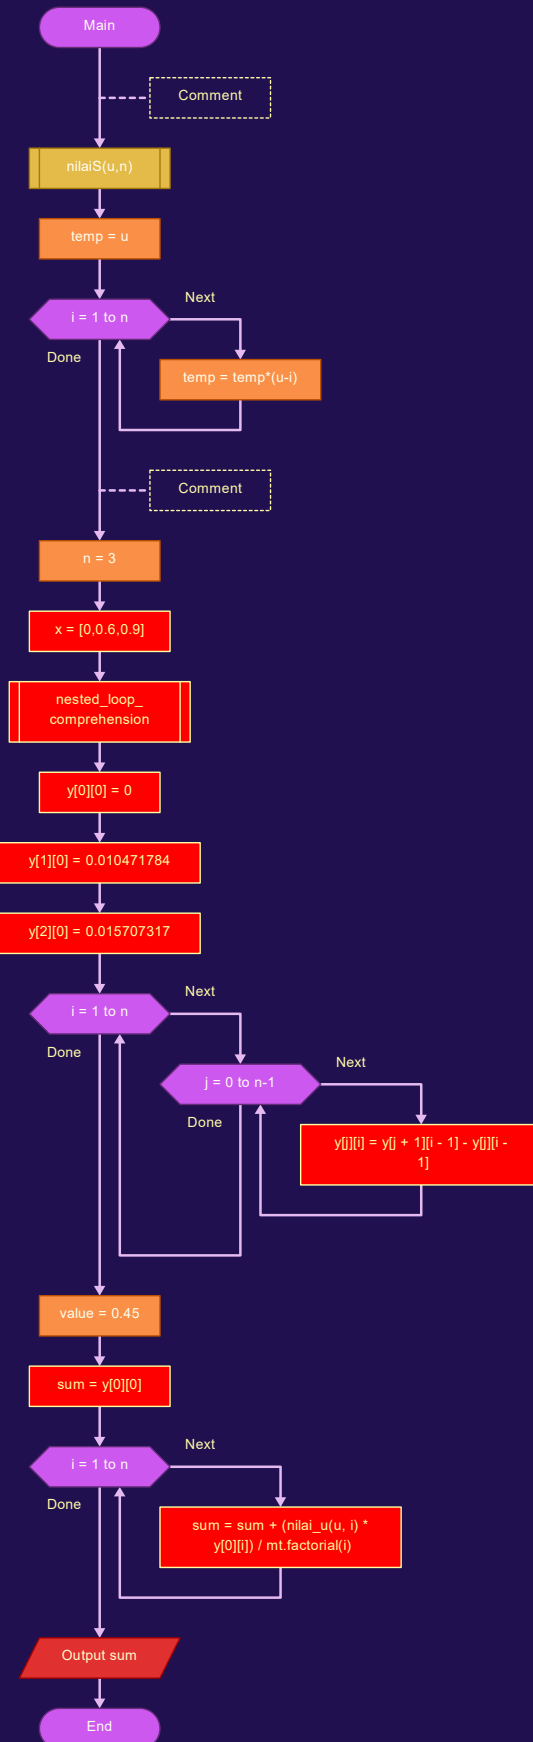 Main
Comment
nilaiS(u,n)
temp = u
Next
i = 1 to n
Done
temp = temp*(u-i)
Comment
n = 3
x = [0,0.6,0.9]
nested_loop_
comprehension
y[0][0] = 0
y[1][0] = 0.010471784
y[2][0] = 0.015707317
Next
i = 1 to n
Done
Next
j = 0 to n-1
Done
y[j][i] = y[j + 1][i - 1] - y[j][i -
1]
value = 0.45
sum = y[0][0]
Next
i = 1 to n
Done
sum = sum + (nilai_u(u, i) *
y[0][i]) / mt.factorial(i)
Output sum
End